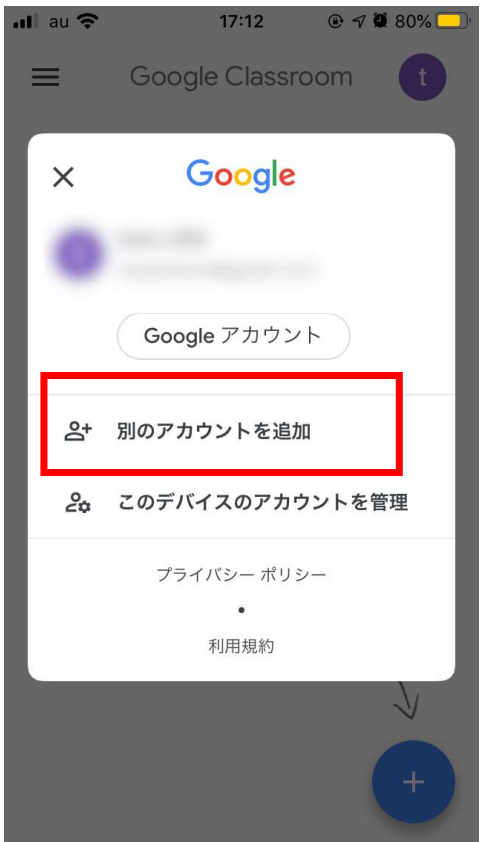 au 17:12 80%
Google Classroom t
Google
Google アカウント
別のアカウントを追加
このデバイスのアカウントを管理
プライバシー ポリシー
•
利用規約